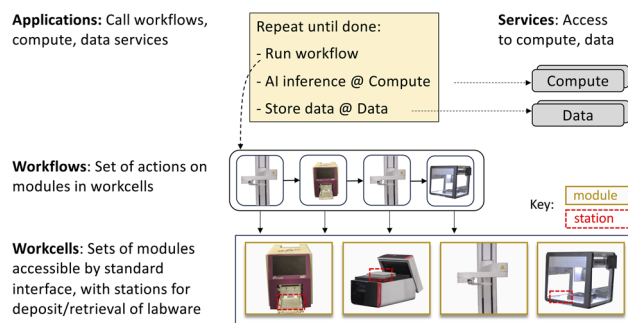 Applications: Call workflows,
compute, data services
Repeat until done:
- Run workflow
- AI inference @ Compute
- Store data @ Data
Services: Access
to compute, data
Compute
Data
Workflows: Set of actions on
modules in workcells
Key:
module
station
Workcells: Sets of modules
accessible by standard
interface, with stations for
deposit/retrieval of labware